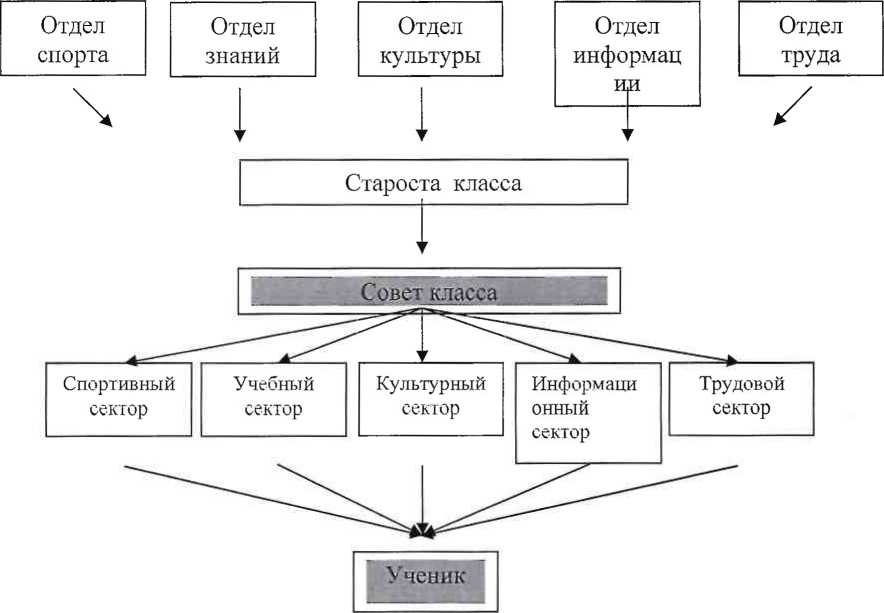 Отдел
спорта
Отдел
знаний
Отдел
культуры
Отдел
информац
ии
Отдел
труда
Староста класса
Совет класса
Спортивный
сектор
Учебный
сектор
Культурный
сектор
Информаци
онный
сектор
Трудовой
сектор
Ученик